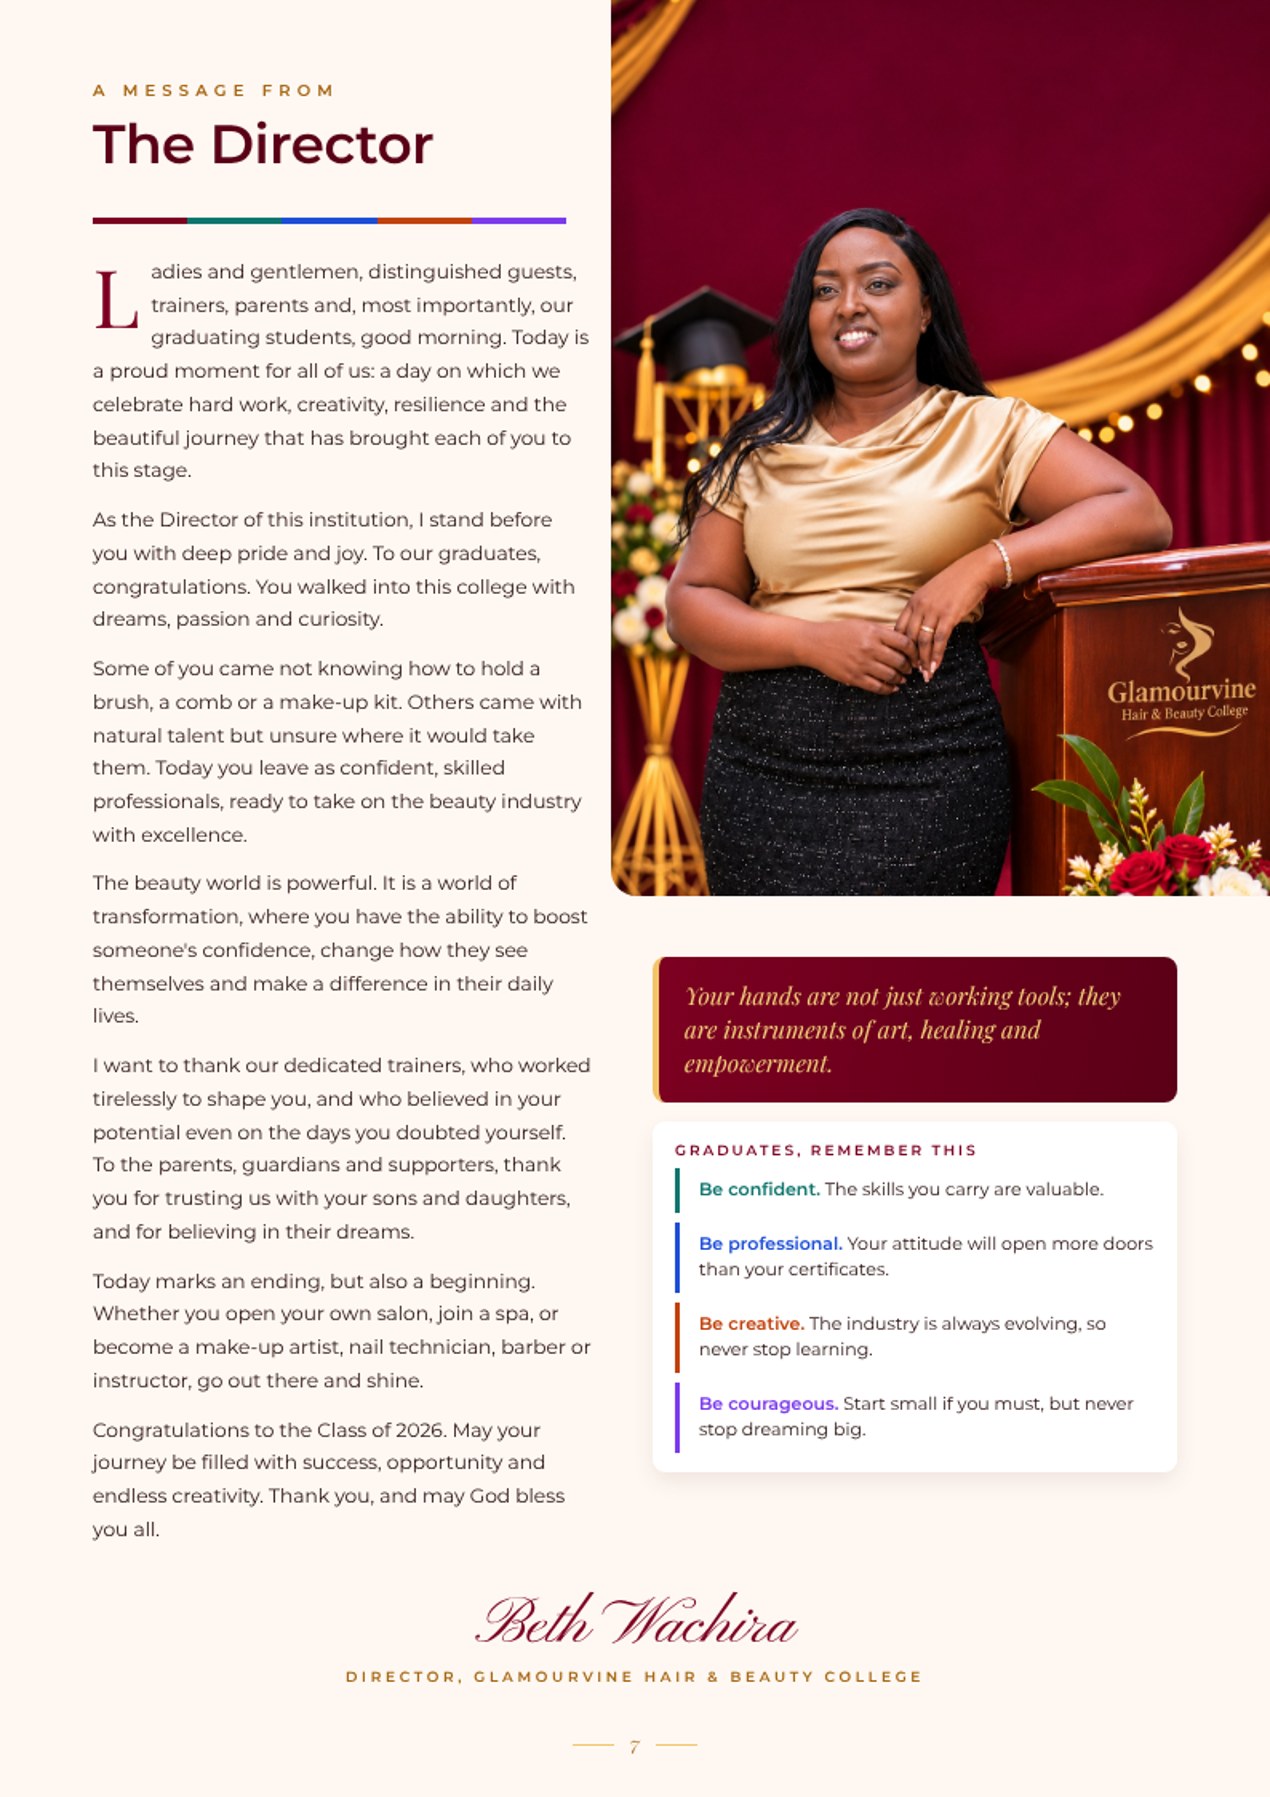 A MESSAGE FROM
The Director
Ladies and gentlemen, distinguished guests,
trainers, parents and, most importantly, our
graduating students, good morning. Today is
a proud moment for all of us: a day on which we
celebrate hard work, creativity, resilience and the
beautiful journey that has brought each of you to
this stage.
As the Director of this institution, I stand before
you with deep pride and joy. To our graduates,
congratulations. You walked into this college with
dreams, passion and curiosity.
Some of you came not knowing how to hold a
brush, a comb or a make-up kit. Others came with
natural talent but unsure where it would take
them. Today you leave as confident, skilled
professionals, ready to take on the beauty industry
with excellence.
The beauty world is powerful. It is a world of
transformation, where you have the ability to boost
someone's confidence, change how they see
themselves and make a difference in their daily
lives.
I want to thank our dedicated trainers, who worked
tirelessly to shape you, and who believed in your
potential even on the days you doubted yourself.
To the parents, guardians and supporters, thank
you for trusting us with your sons and daughters,
and for believing in their dreams.
Today marks an ending, but also a beginning.
Whether you open your own salon, join a spa, or
become a make-up artist, nail technician, barber or
instructor, go out there and shine.
Congratulations to the Class of 2026. May your
journey be filled with success, opportunity and
endless creativity. Thank you, and may God bless
you all.
Glamourvine
Hair & Beauty College
Your hands are not just working tools; they
are instruments of art, healing and
empowerment.
GRADUATES, REMEMBER THIS
Be confident. The skills you carry are valuable.
Be professional. Your attitude will open more doors
than your certificates.
Be creative. The industry is always evolving, so
never stop learning.
Be courageous. Start small if you must, but never
stop dreaming big.
Beth Wachira
DIRECTOR, GLAMOURVINE HAIR & BEAUTY COLLEGE
7